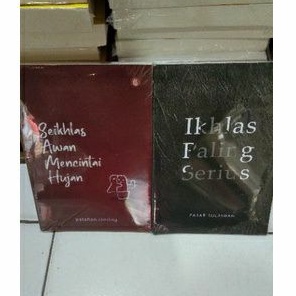 Seikhlas
Awan
Mencintai
Hujan
Ikhlas
Paling
Serius
FAJAR SULAIMAN